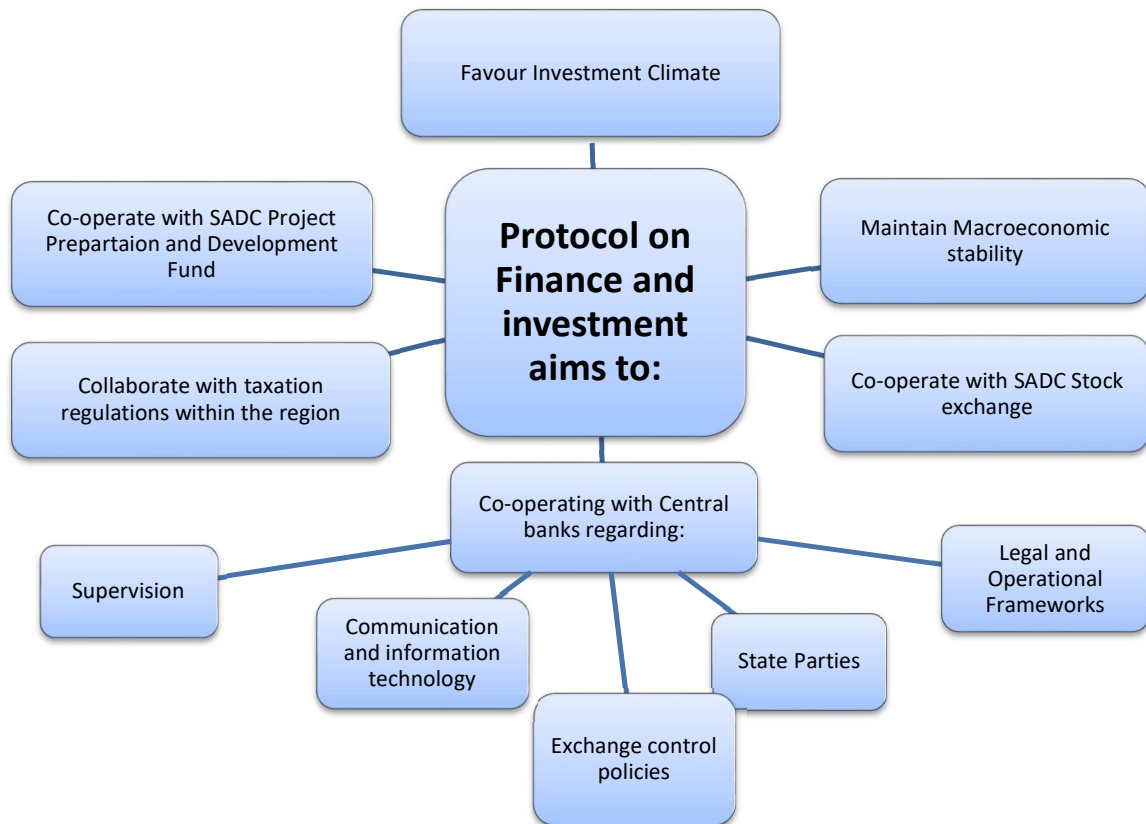 Favour Investment Climate
Co-operate with SADC Project
Prepartaion and Development
Fund
Protocol on
Finance and
investment
aims to:
Maintain Macroeconomic
stability
Collaborate with taxation
regulations within the region
Co-operate with SADC Stock
exchange
Co-operating with Central
banks regarding:
Supervision
Communication
and information
technology
Exchange control
policies
State Parties
Legal and
Operational
Frameworks